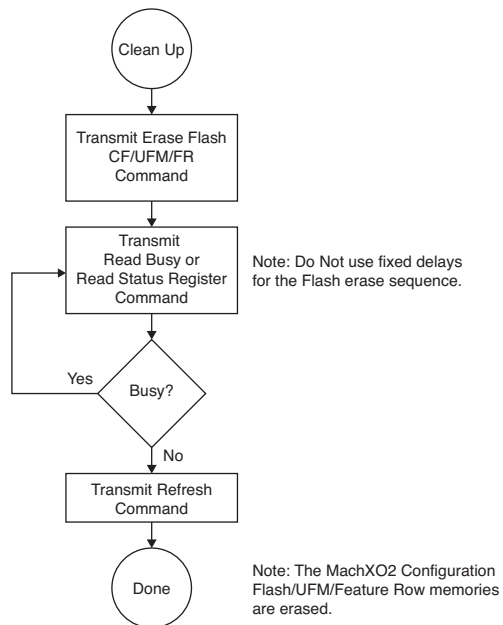 Clean Up
Transmit Erase Flash
CF/UFM/FR
Command
Transmit
Read Busy or
Read Status Register
Command
Note: Do Not use fixed delays
for the Flash erase sequence.
Yes
Busy?
No
Transmit Refresh
Command
Done
Note: The MachXO2 Configuration
Flash/UFM/Feature Row memories
are erased.